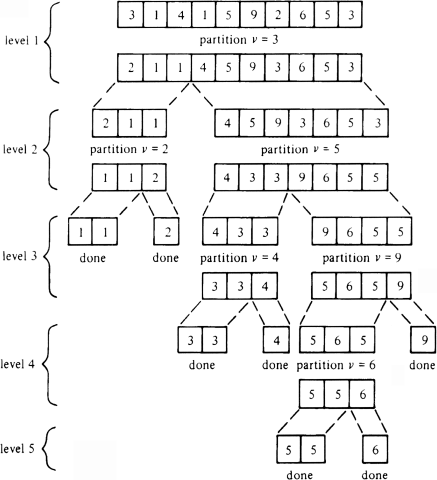 3 1 4 1 5 9 2 6 5 3
level 1
partition v = 3
2 1 1 4 5 9 3 6 5 3
2 1 1 4 5 9 3 6 5 3
level 2
partition v = 2 partition v = 5
1 1 2 4 3 3 9 6 5 5
1 1 2 4 3 3 9 6 5 5
level 3
done done partition v = 4 partition v = 9
3 3 4 5 6 5 9
3 3 4 5 6 5 9
level 4
done done partition v = 6 done
5 5 6
level 5
5 5 6
done done